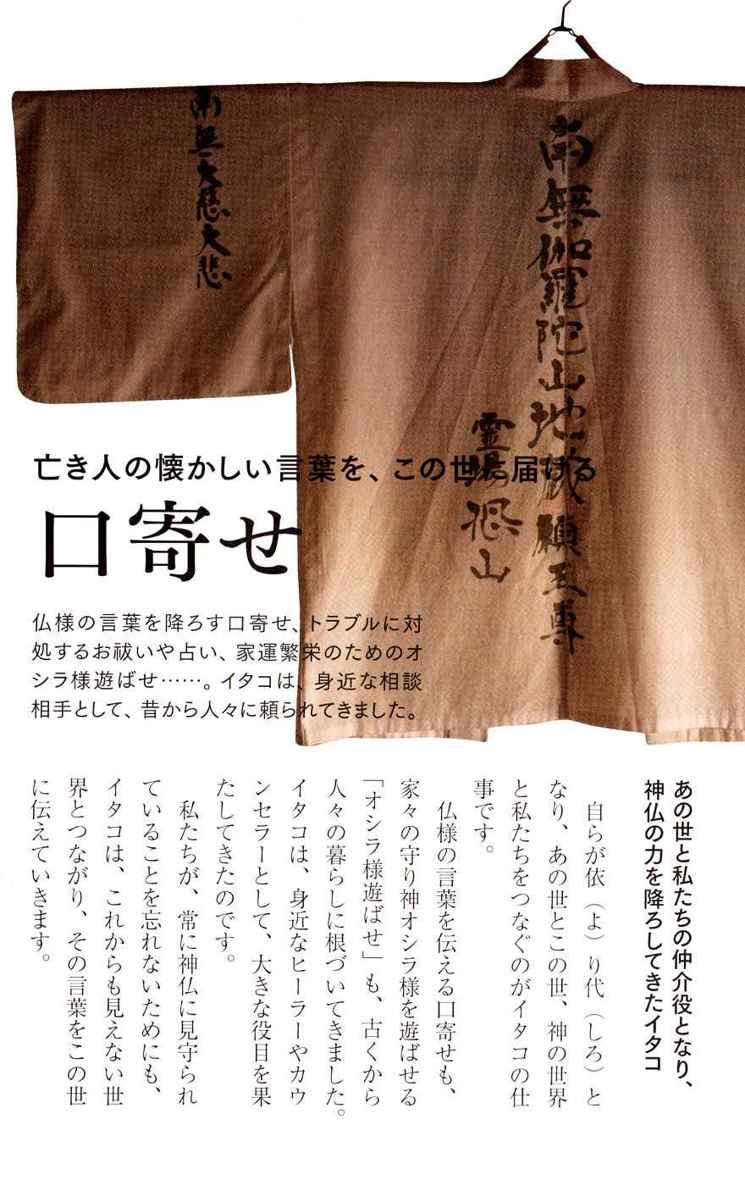 南無伽羅陀山地蔵願王尊
霊場恐山
南無大慈大悲
亡き人の懐かしい言葉を、この世に届ける
口寄せ
仏様の言葉を降ろす口寄せ、トラブルに対
処するお祓いや占い、家運繁栄のためのオ
シラ様遊ばせ……。イタコは、身近な相談
相手として、昔から人々に頼られてきました。
あの世と私たちの仲介役となり、
神仏の力を降ろしてきたイタコ
自らが依（よ）り代（しろ）と
なり、あの世とこの世、神の世界
と私たちをつなぐのがイタコの仕
事です。
仏様の言葉を伝える口寄せも、
家々の守り神オシラ様を遊ばせる
「オシラ様遊ばせ」も、古くから
人々の暮らしに根づいてきました。
イタコは、身近なヒーラーやカウ
ンセラーとして、大きな役目を果
たしてきたのです。
私たちが、常に神仏に見守られ
ていることを忘れないためにも、
イタコは、これからも見えない世
界とつながり、その言葉をこの世
に伝えていきます。